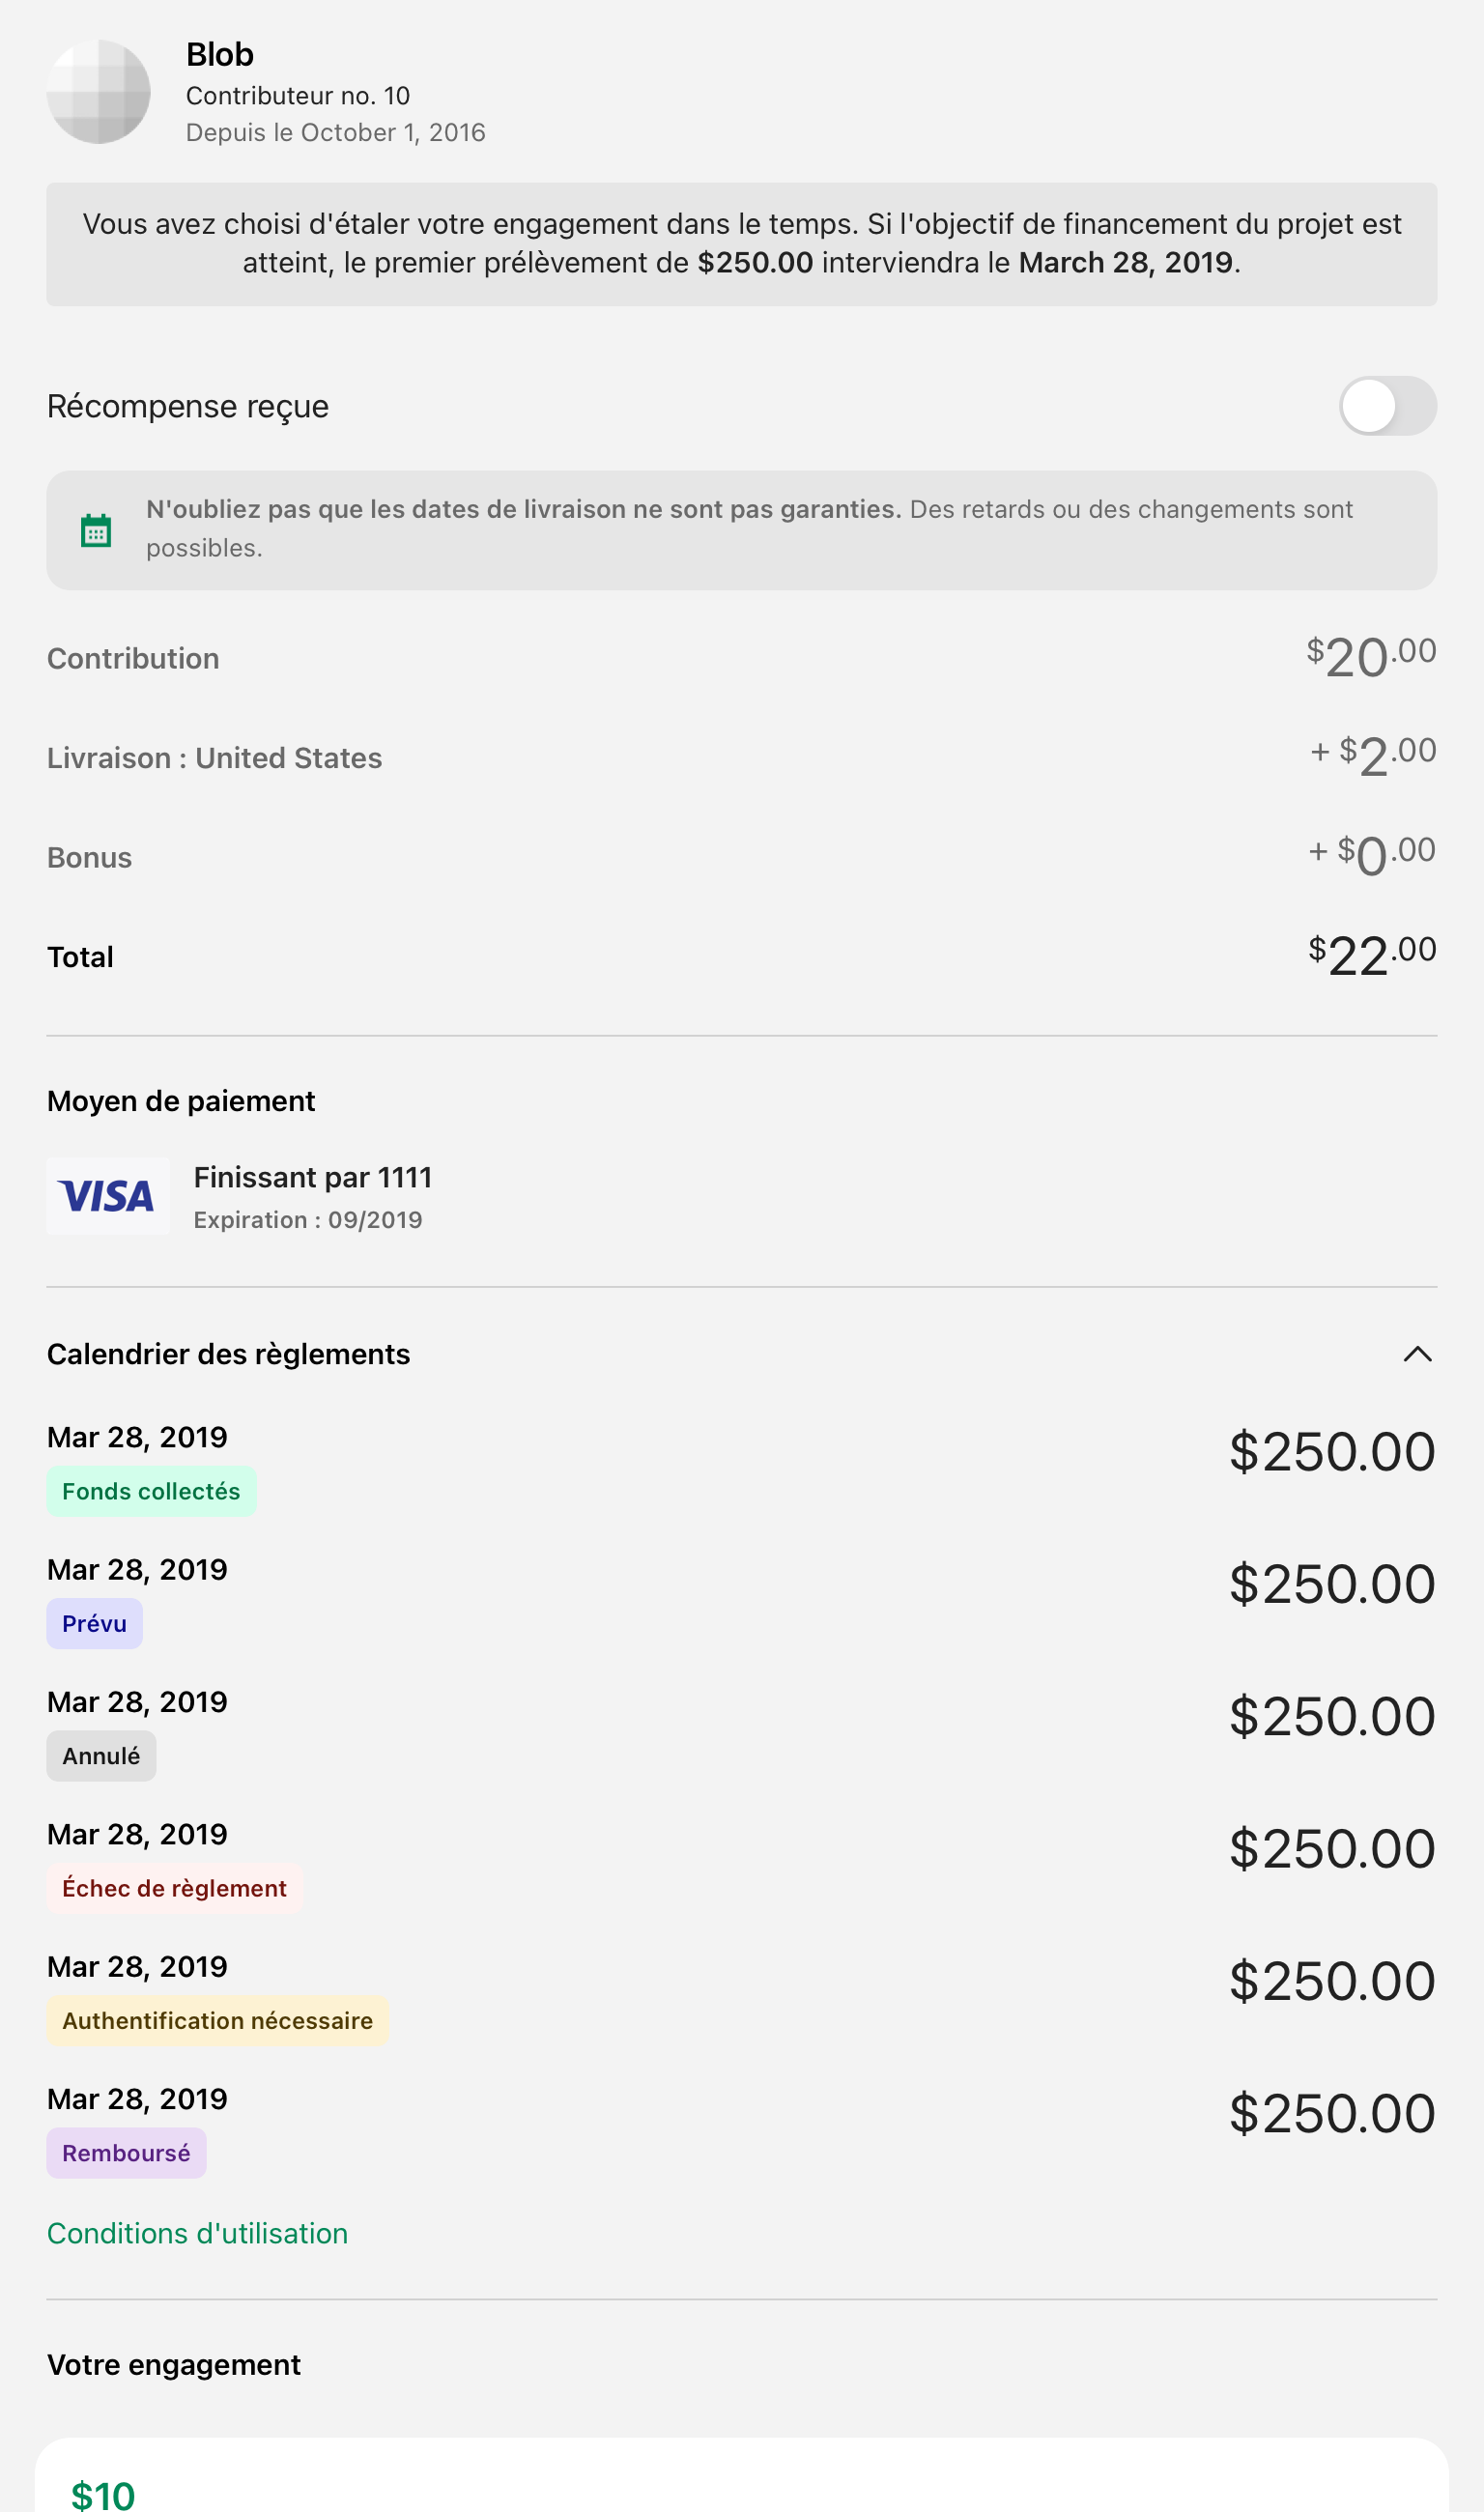 Blob
Contributeur no. 10
Depuis le October 1, 2016
Vous avez choisi d'étaler votre engagement dans le temps. Si l'objectif de financement du projet est
atteint, le premier prélèvement de $250.00 interviendra le March 28, 2019.
Récompense reçue
N'oubliez pas que les dates de livraison ne sont pas garanties. Des retards ou des changements sont
possibles.
Contribution $20.00
Livraison : United States + $2.00
Bonus + $0.00
Total $22.00
Moyen de paiement
VISA
Finissant par 1111
Expiration : 09/2019
Calendrier des règlements
Mar 28, 2019 $250.00
Fonds collectés
Mar 28, 2019 $250.00
Prévu
Mar 28, 2019 $250.00
Annulé
Mar 28, 2019 $250.00
Échec de règlement
Mar 28, 2019 $250.00
Authentification nécessaire
Mar 28, 2019 $250.00
Remboursé
Conditions d'utilisation
Votre engagement
$10